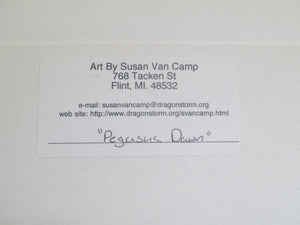 Art By Susan Van Camp
768 Tacken St
Flint, MI. 48532
e-mail: susanvancamp@dragonstorm.org
web site: http://www.dragonstorm.org/svancamp.html
"Pegasus Dawn"